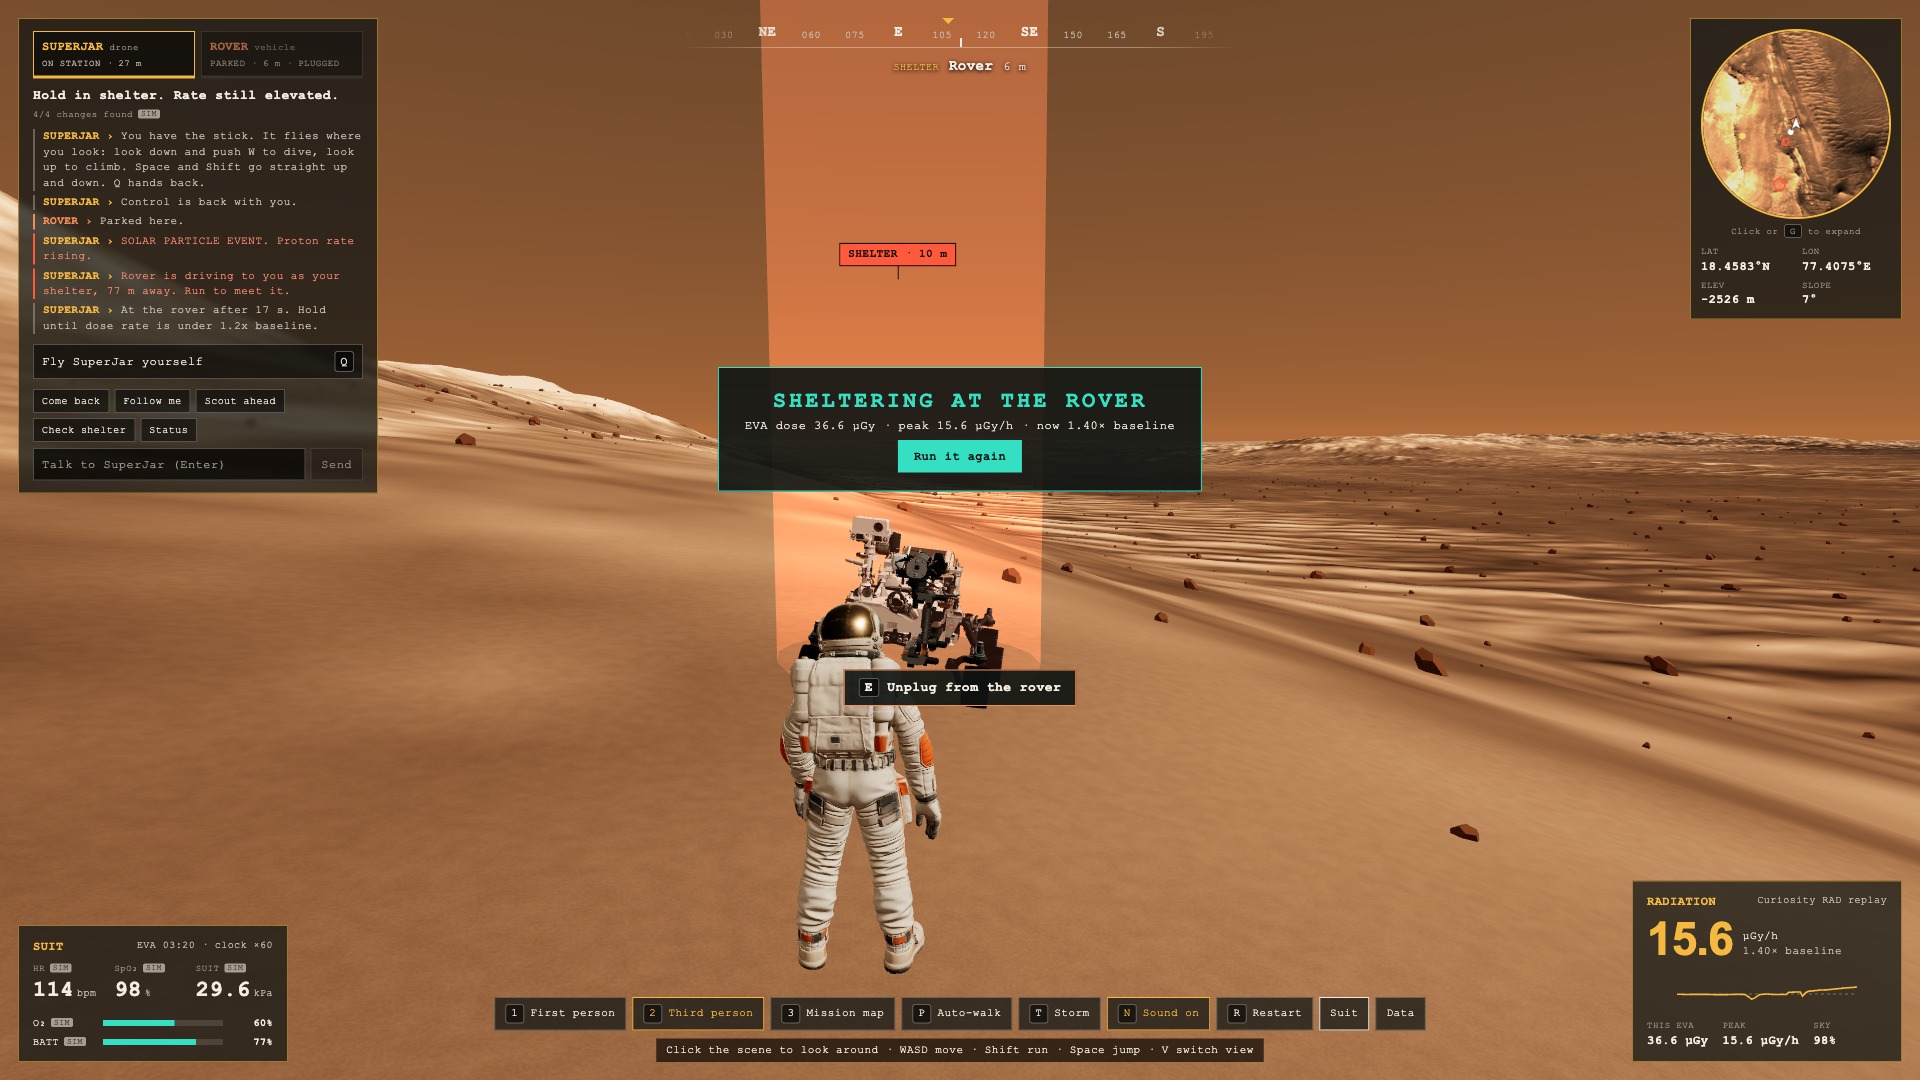 SUPERJAR drone
ON STATION · 27 m
ROVER vehicle
PARKED · 6 m · PLUGGED
Hold in shelter. Rate still elevated.
4/4 changes found SIM
SUPERJAR › You have the stick. It flies where
you look: look down and push W to dive, look
up to climb. Space and Shift go straight up
and down. Q hands back.
SUPERJAR › Control is back with you.
ROVER › Parked here.
SUPERJAR › SOLAR PARTICLE EVENT. Proton rate
rising.
SUPERJAR › Rover is driving to you as your
shelter, 77 m away. Run to meet it.
SUPERJAR › At the rover after 17 s. Hold
until dose rate is under 1.2x baseline.
Fly SuperJar yourself Q
Come back Follow me Scout ahead
Check shelter Status
Talk to SuperJar (Enter) Send
030 NE 060 075 E 105 120 SE 150 165 S 195
SHELTER Rover 6 m
SHELTER · 10 m
SHELTERING AT THE ROVER
EVA dose 36.6 µGy · peak 15.6 µGy/h · now 1.40× baseline
Run it again
E Unplug from the rover
Click or G to expand
LAT LON
18.4583°N 77.4075°E
ELEV SLOPE
-2526 m 7°
SUIT EVA 03:20 · clock ×60
HR SIM SpO₂ SIM SUIT SIM
114 bpm 98 % 29.6 kPa
O₂ SIM 60%
BATT SIM 77%
1 First person 2 Third person 3 Mission map P Auto-walk T Storm N Sound on R Restart Suit Data
Click the scene to look around · WASD move · Shift run · Space jump · V switch view
RADIATION Curiosity RAD replay
15.6 µGy/h
1.40× baseline
THIS EVA PEAK SKY
36.6 µGy 15.6 µGy/h 98%